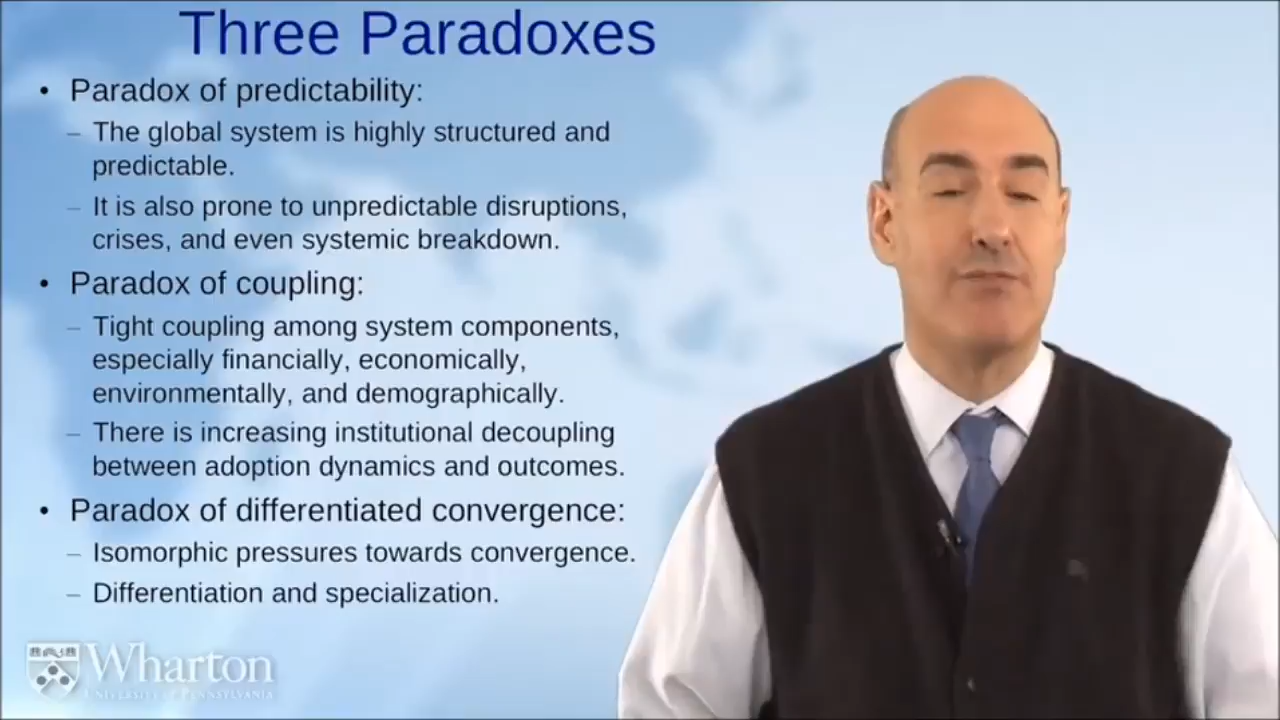 Three Paradoxes
• Paradox of predictability:
– The global system is highly structured and
predictable.
– It is also prone to unpredictable disruptions,
crises, and even systemic breakdown.
• Paradox of coupling:
– Tight coupling among system components,
especially financially, economically,
environmentally, and demographically.
– There is increasing institutional decoupling
between adoption dynamics and outcomes.
• Paradox of differentiated convergence:
– Isomorphic pressures towards convergence.
– Differentiation and specialization.
Wharton
UNIVERSITY of PENNSYLVANIA